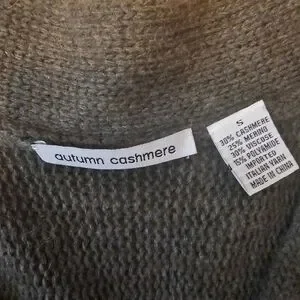 autumn cashmere
S
30% CASHMERE
25% MERINO
30% VISCOSE
15% POLYAMIDE
IMPORTED
ITALIAN YARN
MADE IN CHINA